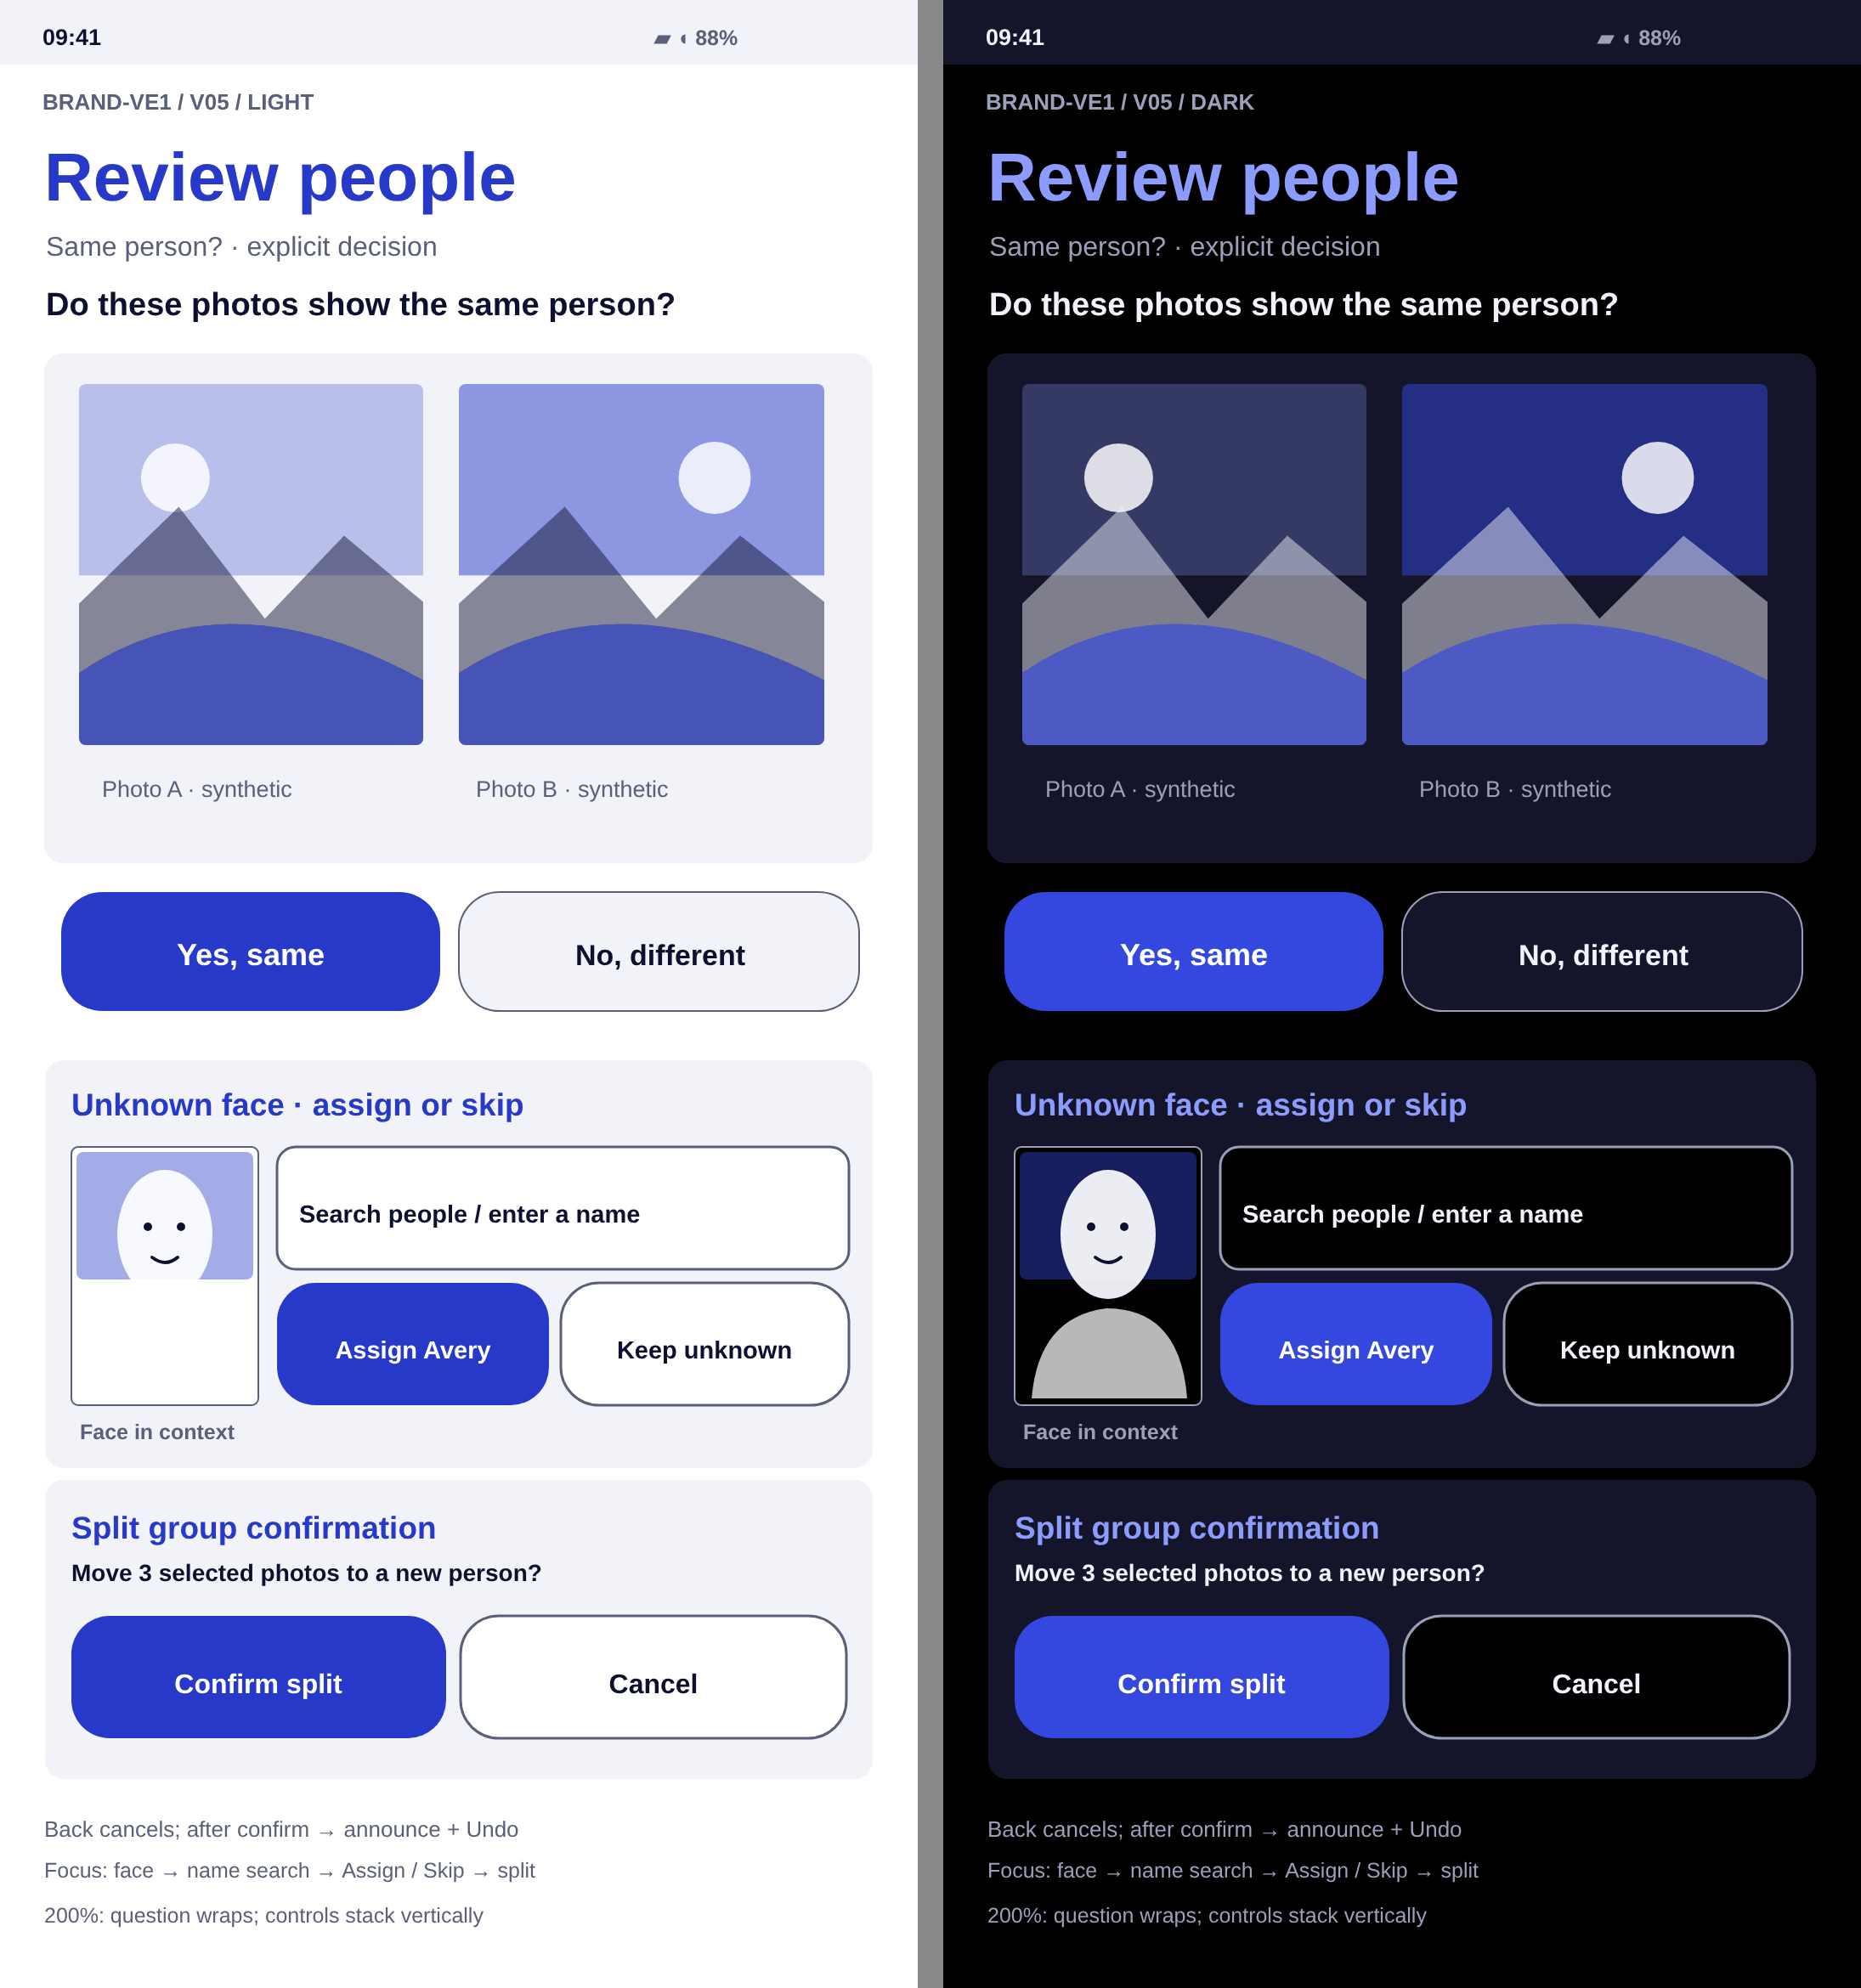 09:41
88%
BRAND-VE1 / V05 / LIGHT
Review people
Same person? · explicit decision
Do these photos show the same person?
Photo A · synthetic
Photo B · synthetic
Yes, same
No, different
Unknown face · assign or skip
Search people / enter a name
Assign Avery
Keep unknown
Face in context
Split group confirmation
Move 3 selected photos to a new person?
Confirm split
Cancel
Back cancels; after confirm → announce + Undo
Focus: face → name search → Assign / Skip → split
200%: question wraps; controls stack vertically
09:41
88%
BRAND-VE1 / V05 / DARK
Review people
Same person? · explicit decision
Do these photos show the same person?
Photo A · synthetic
Photo B · synthetic
Yes, same
No, different
Unknown face · assign or skip
Search people / enter a name
Assign Avery
Keep unknown
Face in context
Split group confirmation
Move 3 selected photos to a new person?
Confirm split
Cancel
Back cancels; after confirm → announce + Undo
Focus: face → name search → Assign / Skip → split
200%: question wraps; controls stack vertically